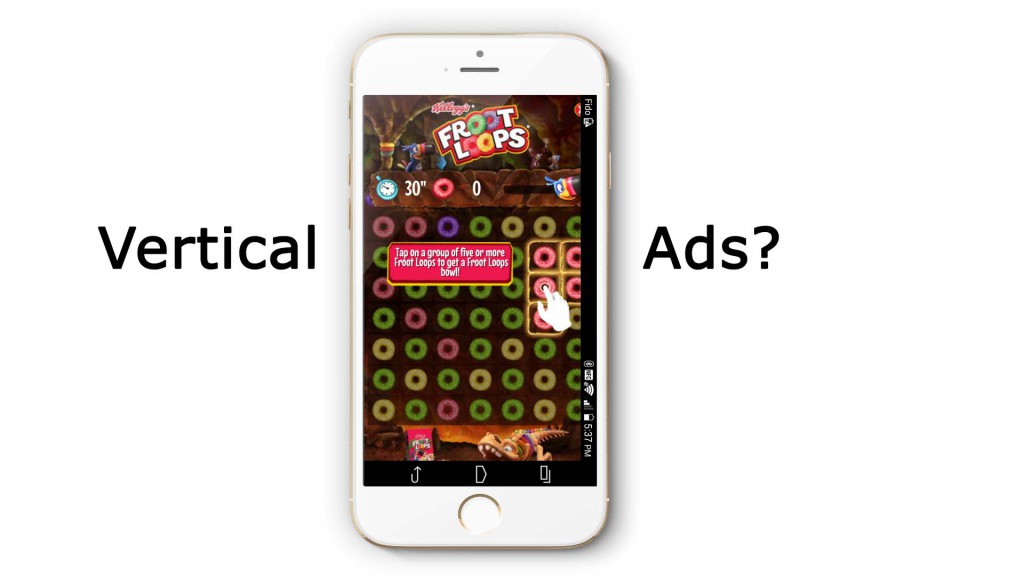 Kellogg's
FROOT
LOOPS
30" 0
Tap on a group of five or more
Froot Loops to get a Froot Loops
bowl!
Vertical Ads?
Fido
5:37 PM